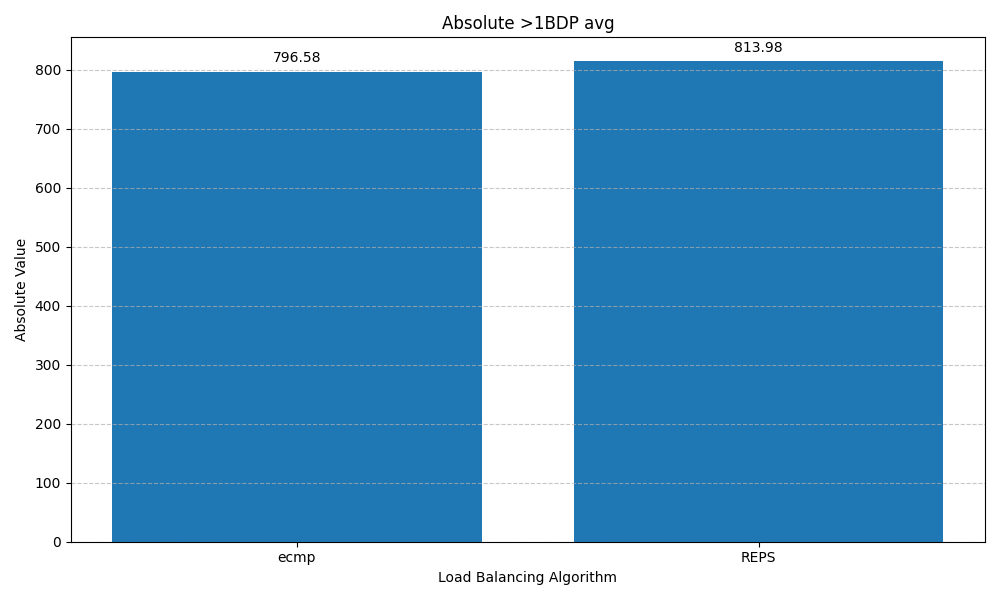 Absolute >1BDP avg
796.58
813.98
800
700
600
500
400
300
200
100
0
Absolute Value
ecmp
REPS
Load Balancing Algorithm